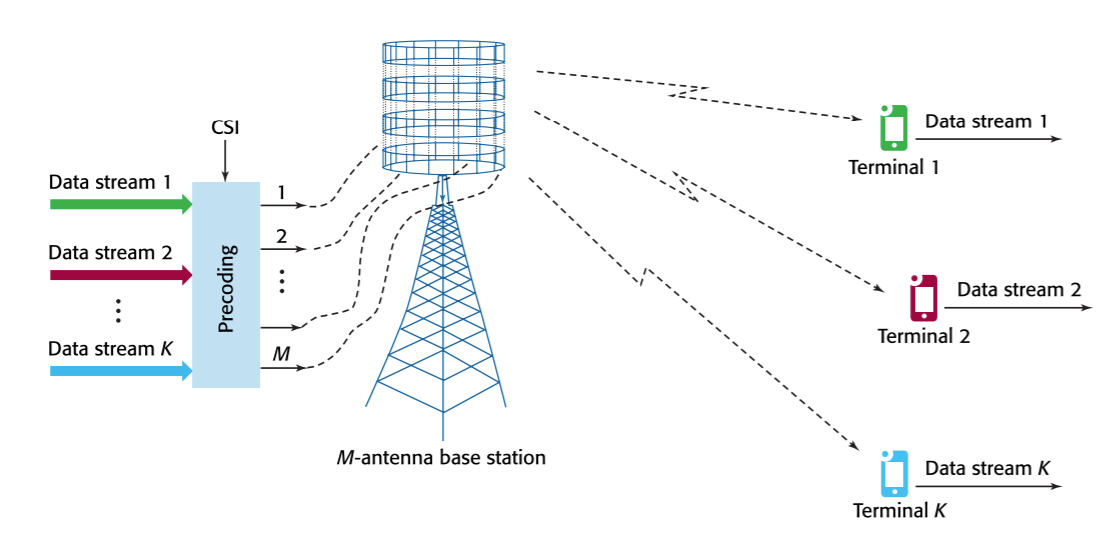 CSI
Data stream 1
Data stream 2
⋮
Data stream K
Precoding
1
2
⋮
M
M-antenna base station
Data stream 1
Terminal 1
Data stream 2
Terminal 2
Data stream K
Terminal K